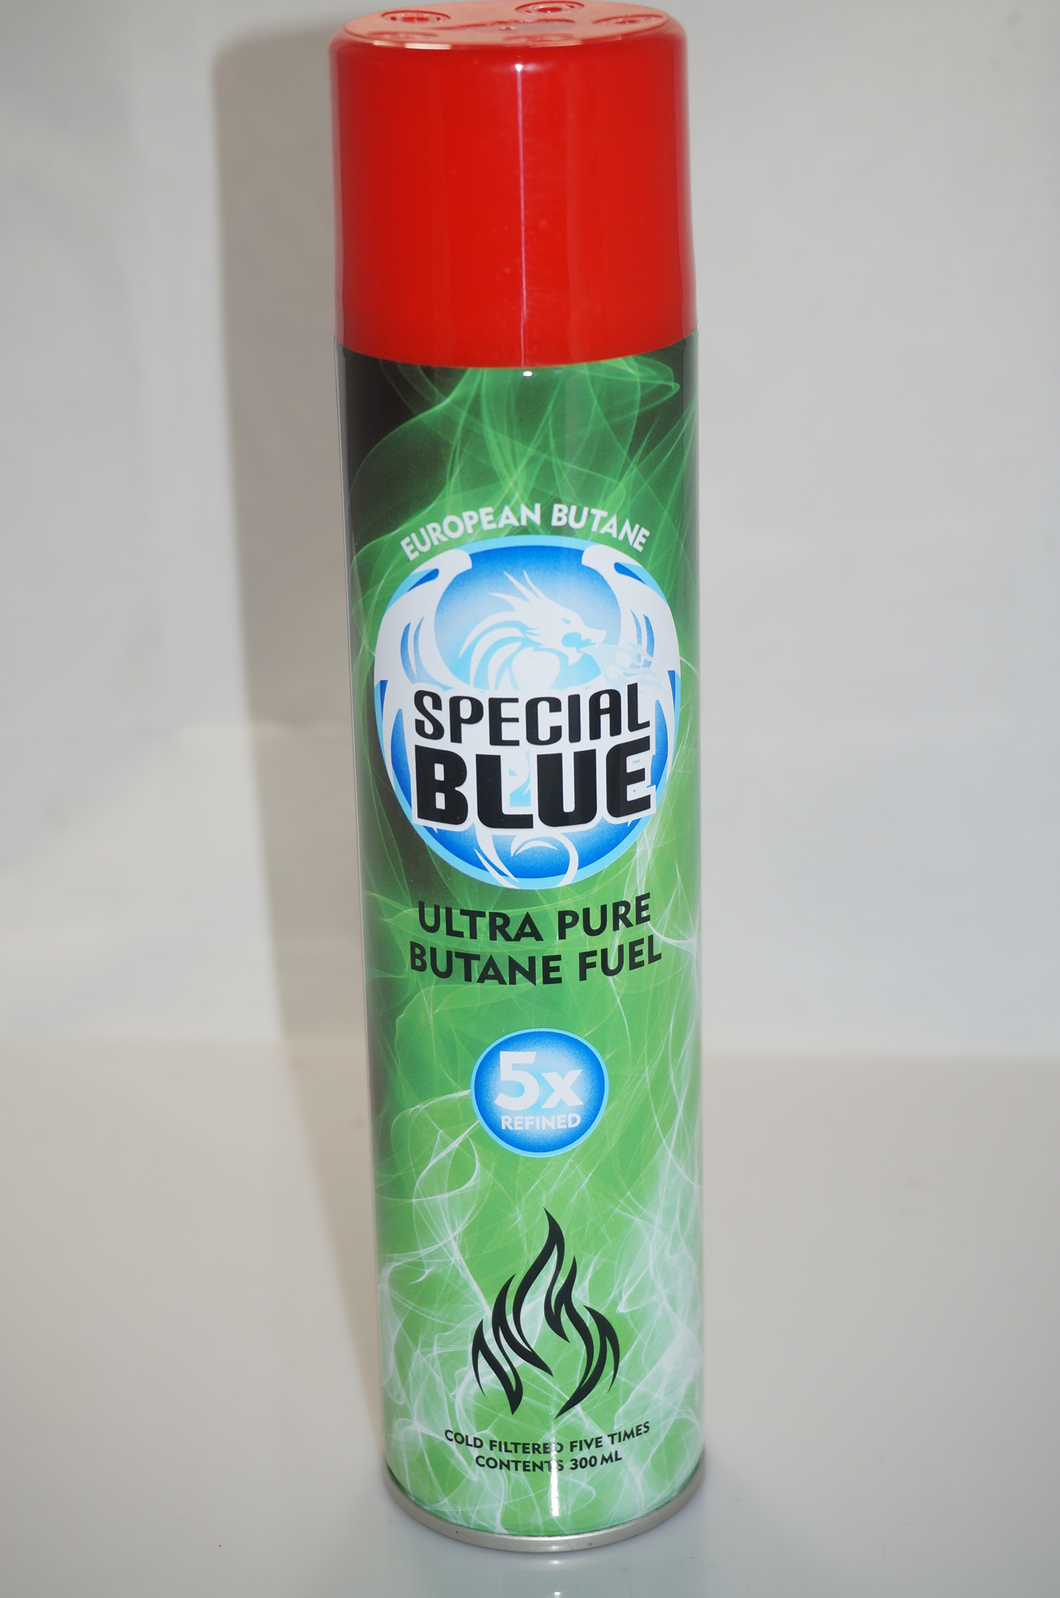 EUROPEAN BUTANE
SPECIAL
BLUE
ULTRA PURE
BUTANE FUEL
5x
REFINED
COLD FILTERED FIVE TIMES
CONTENTS 300 ML